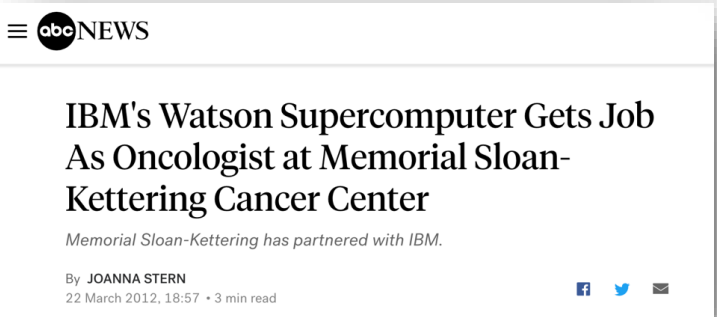 abc NEWS
IBM's Watson Supercomputer Gets Job
As Oncologist at Memorial Sloan-
Kettering Cancer Center
Memorial Sloan-Kettering has partnered with IBM.
By JOANNA STERN
22 March 2012, 18:57 • 3 min read